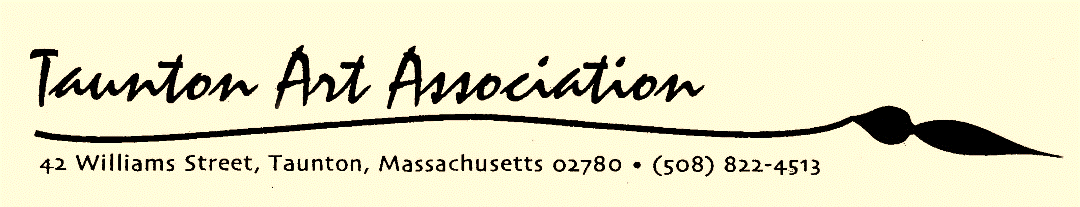 Taunton Art Association
42 Williams Street, Taunton, Massachusetts 02780 • (508) 822-4513